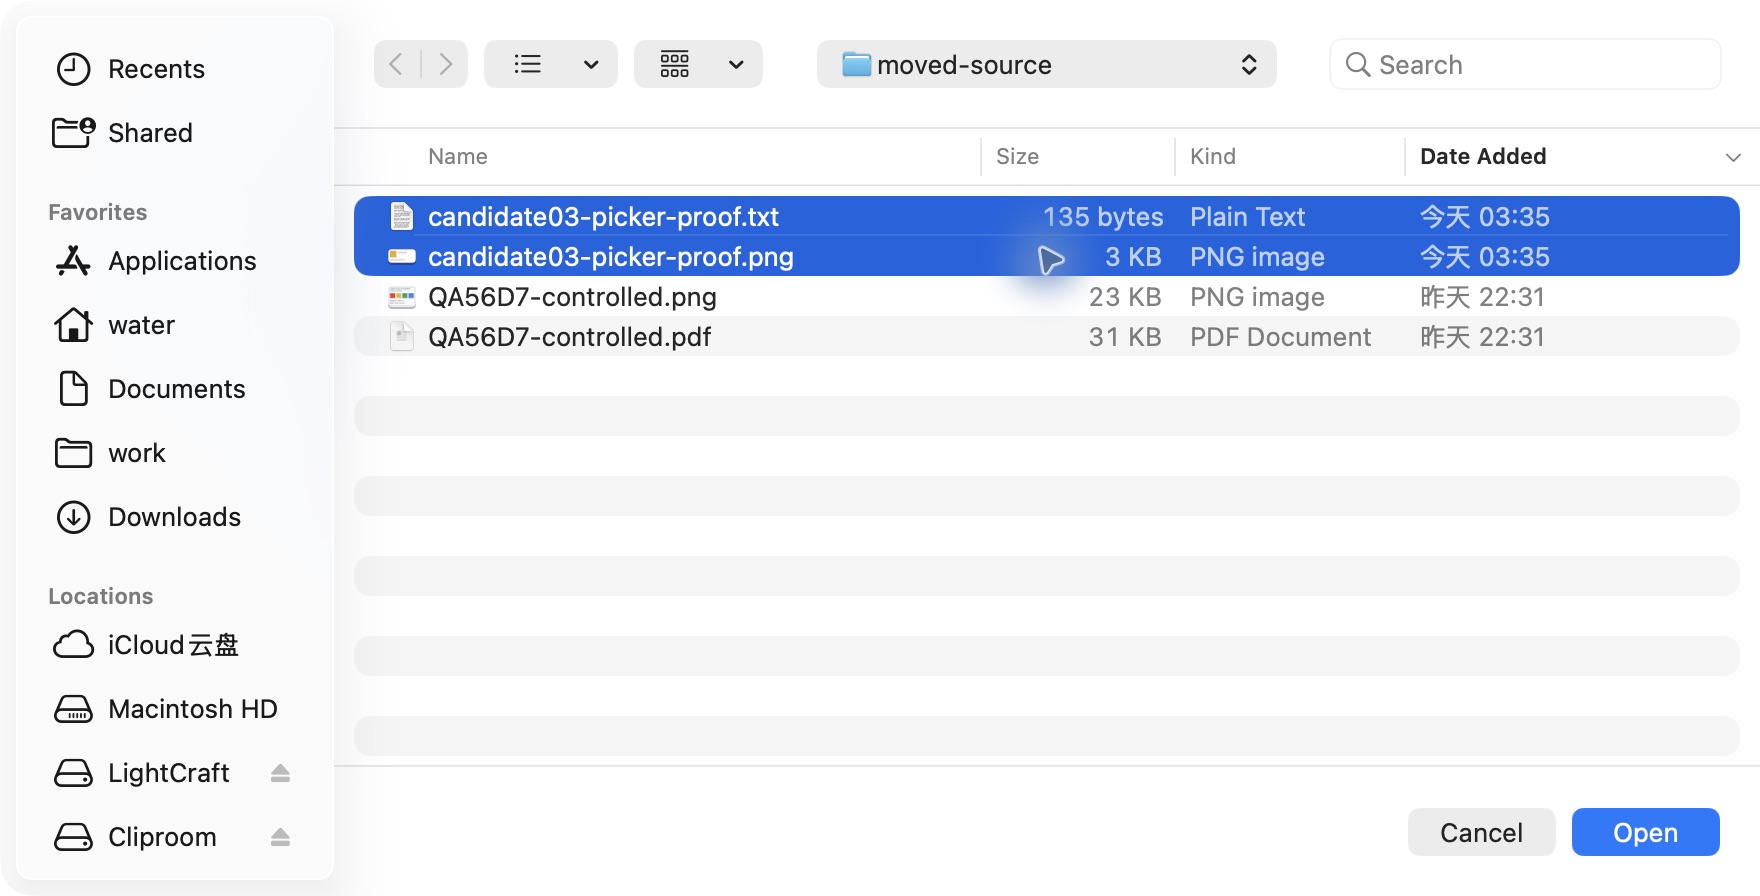 Recents
Shared
Favorites
Applications
water
Documents
work
Downloads
Locations
iCloud云盘
Macintosh HD
LightCraft
Cliproom
moved-source
Search
Name Size Kind Date Added
candidate03-picker-proof.txt 135 bytes Plain Text 今天 03:35
candidate03-picker-proof.png 3 KB PNG image 今天 03:35
QA56D7-controlled.png 23 KB PNG image 昨天 22:31
QA56D7-controlled.pdf 31 KB PDF Document 昨天 22:31
Cancel Open